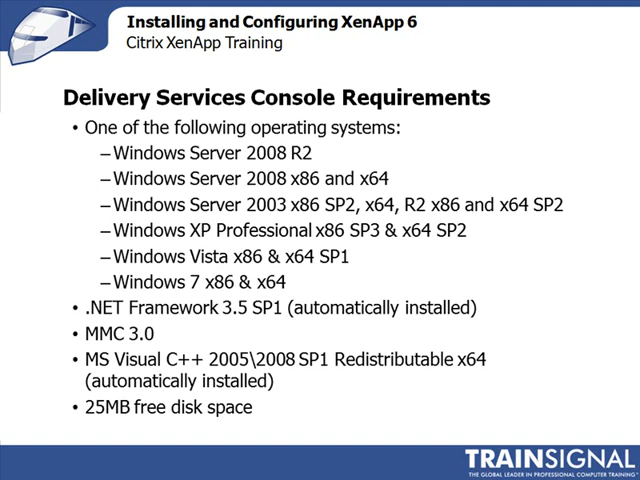 Installing and Configuring XenApp 6
Citrix XenApp Training
Delivery Services Console Requirements
• One of the following operating systems:
–Windows Server 2008 R2
–Windows Server 2008 x86 and x64
–Windows Server 2003 x86 SP2, x64, R2 x86 and x64 SP2
–Windows XP Professional x86 SP3 & x64 SP2
–Windows Vista x86 & x64 SP1
–Windows 7 x86 & x64
• .NET Framework 3.5 SP1 (automatically installed)
• MMC 3.0
• MS Visual C++ 2005\2008 SP1 Redistributable x64
(automatically installed)
• 25MB free disk space
TRAINSIGNAL
THE GLOBAL LEADER IN PROFESSIONAL COMPUTER TRAINING